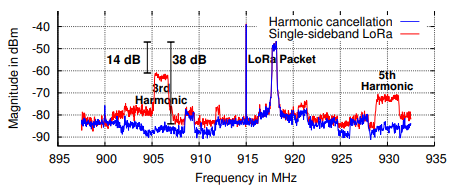 Harmonic cancellation
Single-sideband LoRa
14 dB
38 dB
LoRa Packet
3rd
Harmonic
5th
Harmonic
Magnitude in dBm
-40
-50
-60
-70
-80
-90
895 900 905 910 915 920 925 930 935
Frequency in MHz